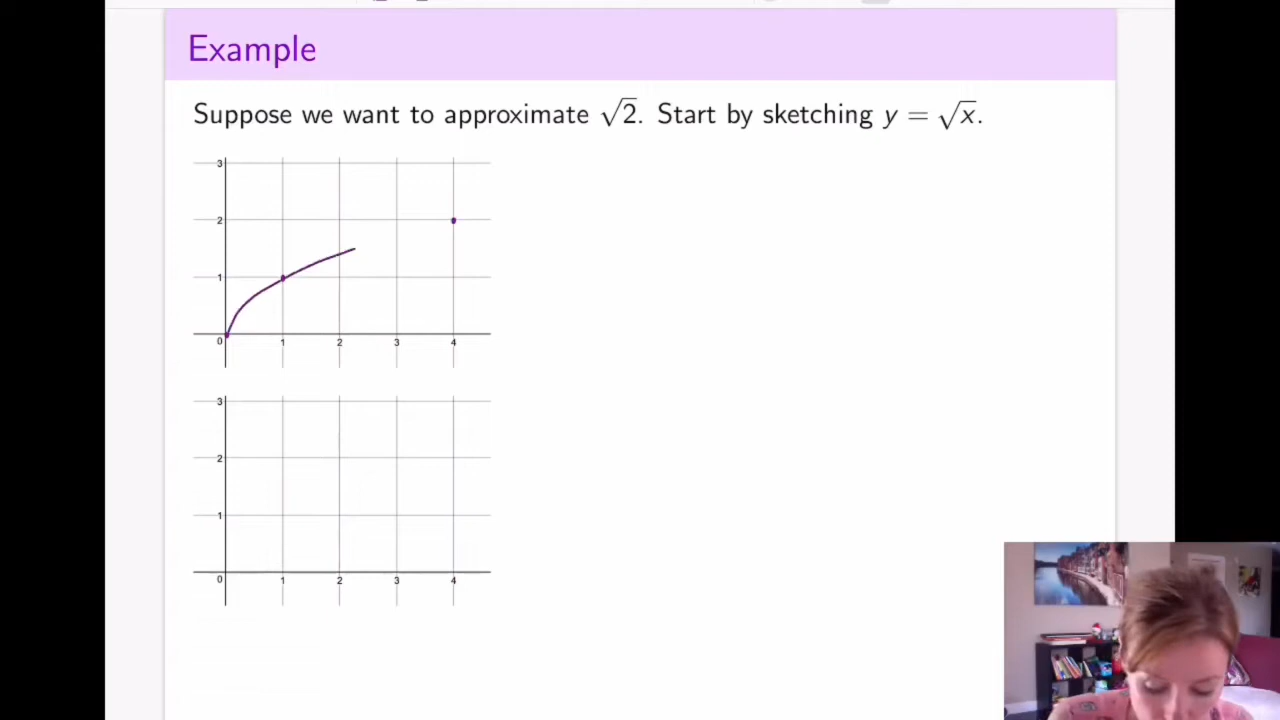 Example
Suppose we want to approximate √2. Start by sketching y = √x.
3
2
1
0 1 2 3 4
3
2
1
0 1 2 3 4